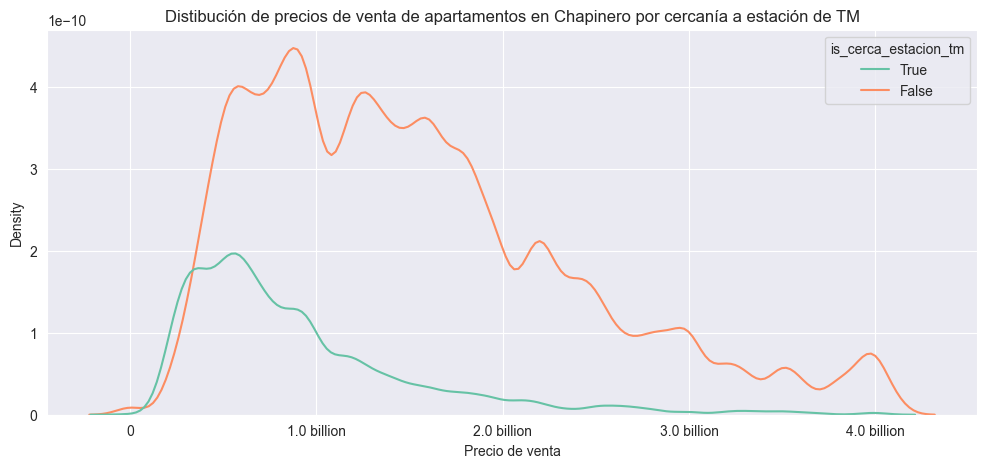 Distibución de precios de venta de apartamentos en Chapinero por cercanía a estación de TM
1e−10
is_cerca_estacion_tm
True
False
4
3
2
1
0
Density
0 1.0 billion 2.0 billion 3.0 billion 4.0 billion
Precio de venta